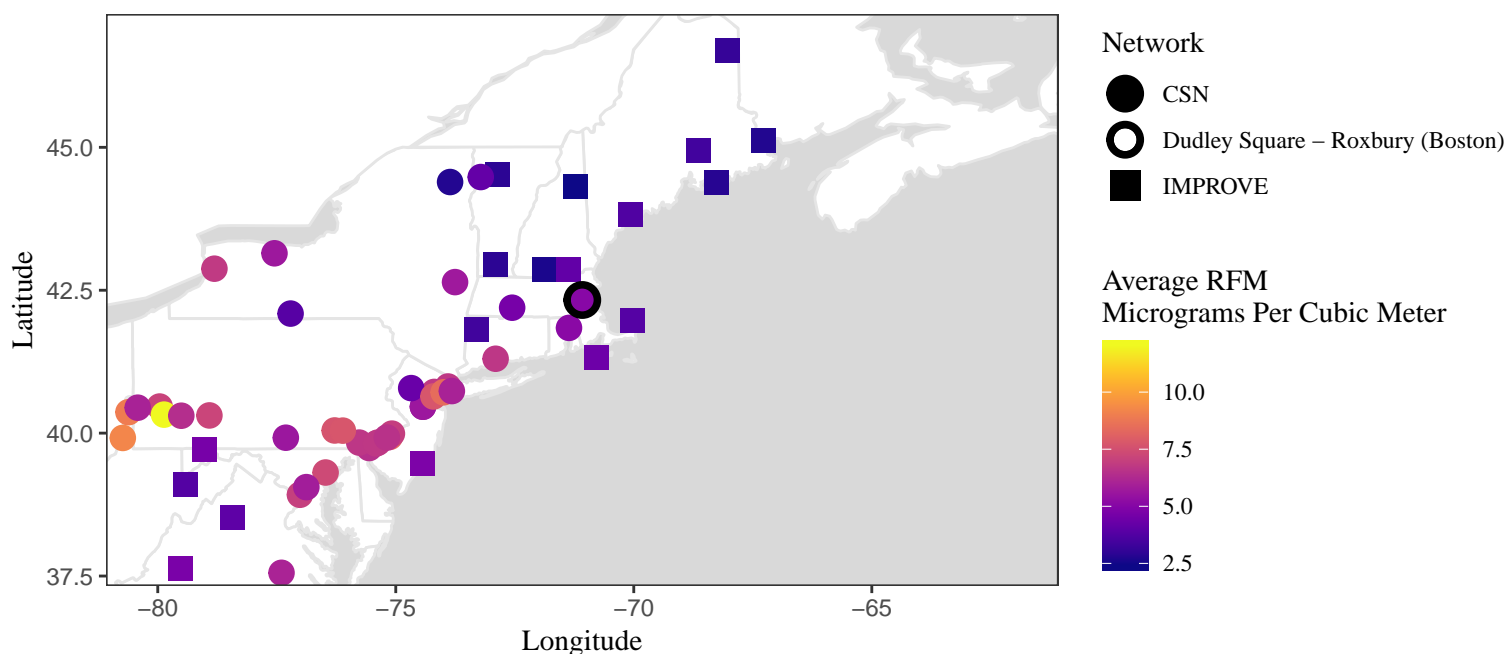 45.0
42.5
40.0
37.5
Latitude
−80
−75
−70
−65
Longitude
Network
CSN
Dudley Square – Roxbury (Boston)
IMPROVE
Average RFM
Micrograms Per Cubic Meter
10.0
7.5
5.0
2.5